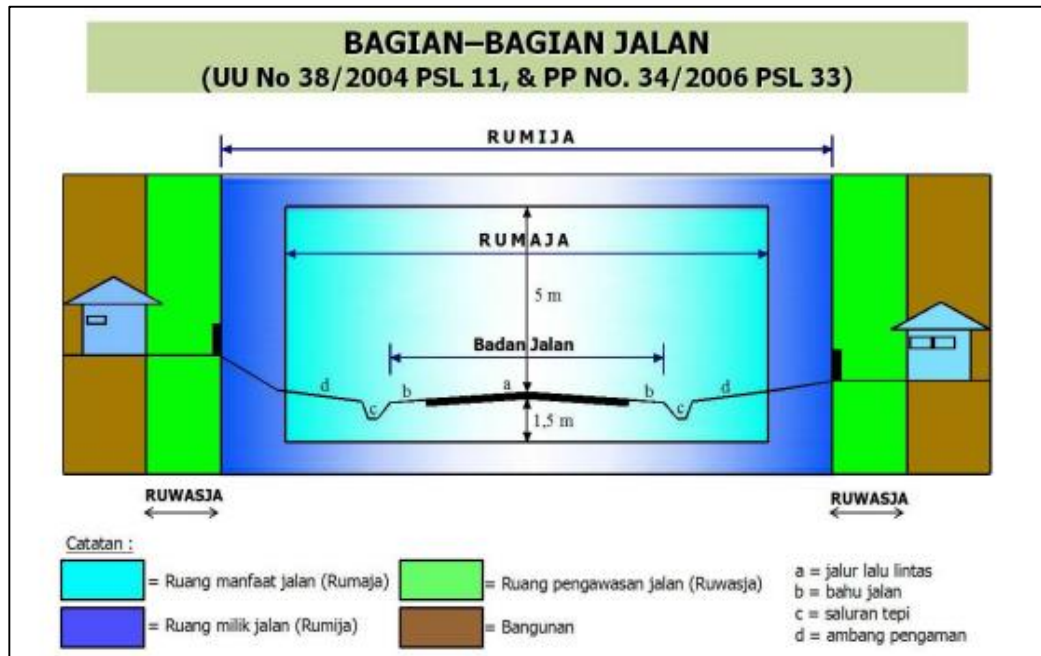 BAGIAN–BAGIAN JALAN
(UU No 38/2004 PSL 11, & PP NO. 34/2006 PSL 33)
RUMIJA
RUMAJA
5 m
Badan Jalan
d
c
b
a
b
c
d
1,5 m
RUWASJA
RUWASJA
Catatan :
= Ruang manfaat jalan (Rumaja)
= Ruang milik jalan (Rumija)
= Ruang pengawasan jalan (Ruwasja)
= Bangunan
a = jalur lalu lintas
b = bahu jalan
c = saluran tepi
d = ambang pengaman